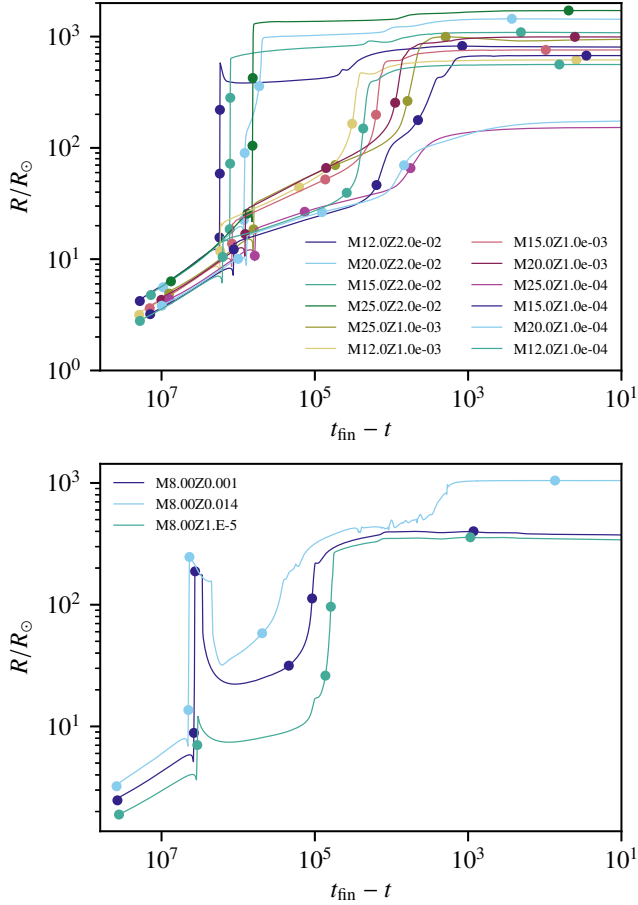 10³
10²
10¹
10⁰
R/R⊙
M12.0Z2.0e-02
M20.0Z2.0e-02
M15.0Z2.0e-02
M25.0Z2.0e-02
M25.0Z1.0e-03
M12.0Z1.0e-03
M15.0Z1.0e-03
M20.0Z1.0e-03
M25.0Z1.0e-04
M15.0Z1.0e-04
M20.0Z1.0e-04
M12.0Z1.0e-04
10⁷ 10⁵ 10³ 10¹
t_fin − t
10³
10²
10¹
R/R⊙
M8.00Z0.001
M8.00Z0.014
M8.00Z1.E-5
10⁷ 10⁵ 10³ 10¹
t_fin − t